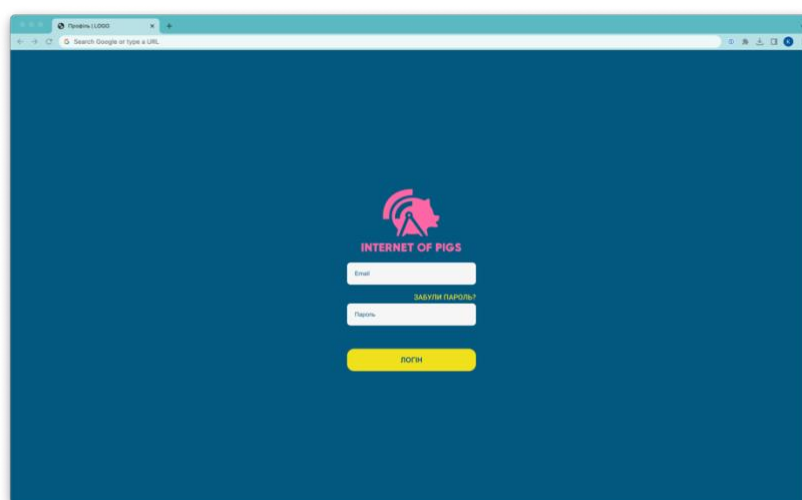 Профіль | LOGO
Search Google or type a URL
INTERNET OF PIGS
Email
ЗАБУЛИ ПАРОЛЬ?
Пароль
ЛОГІН